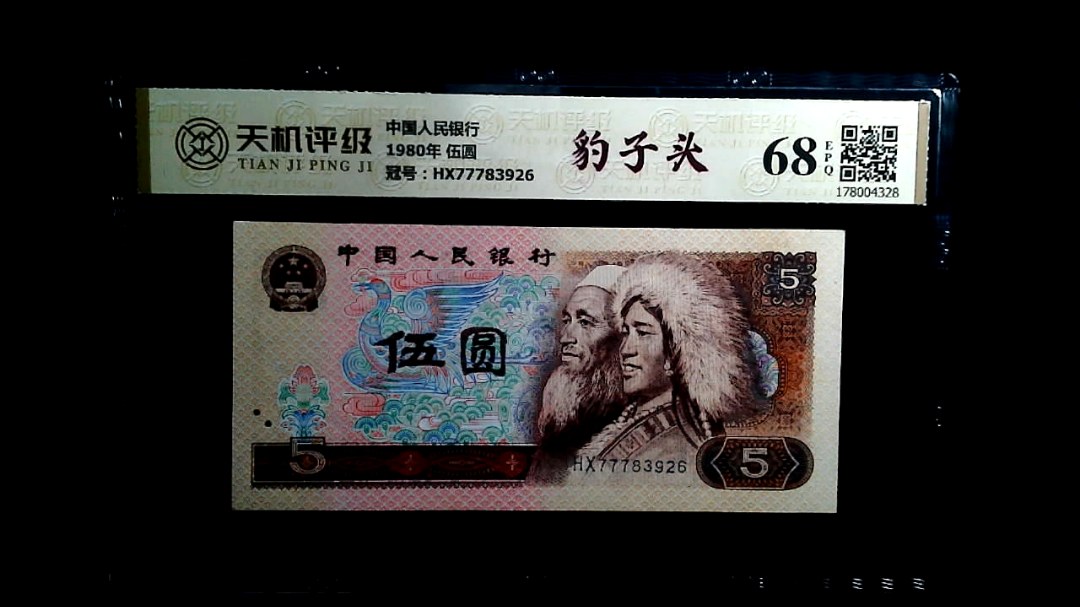 天机评级
TIAN JI PING JI
中国人民银行
1980年 伍圆
冠号：HX77783926
豹子头
68
EPQ
178004328
中国人民银行
5
伍圆
5
HX77783926
5